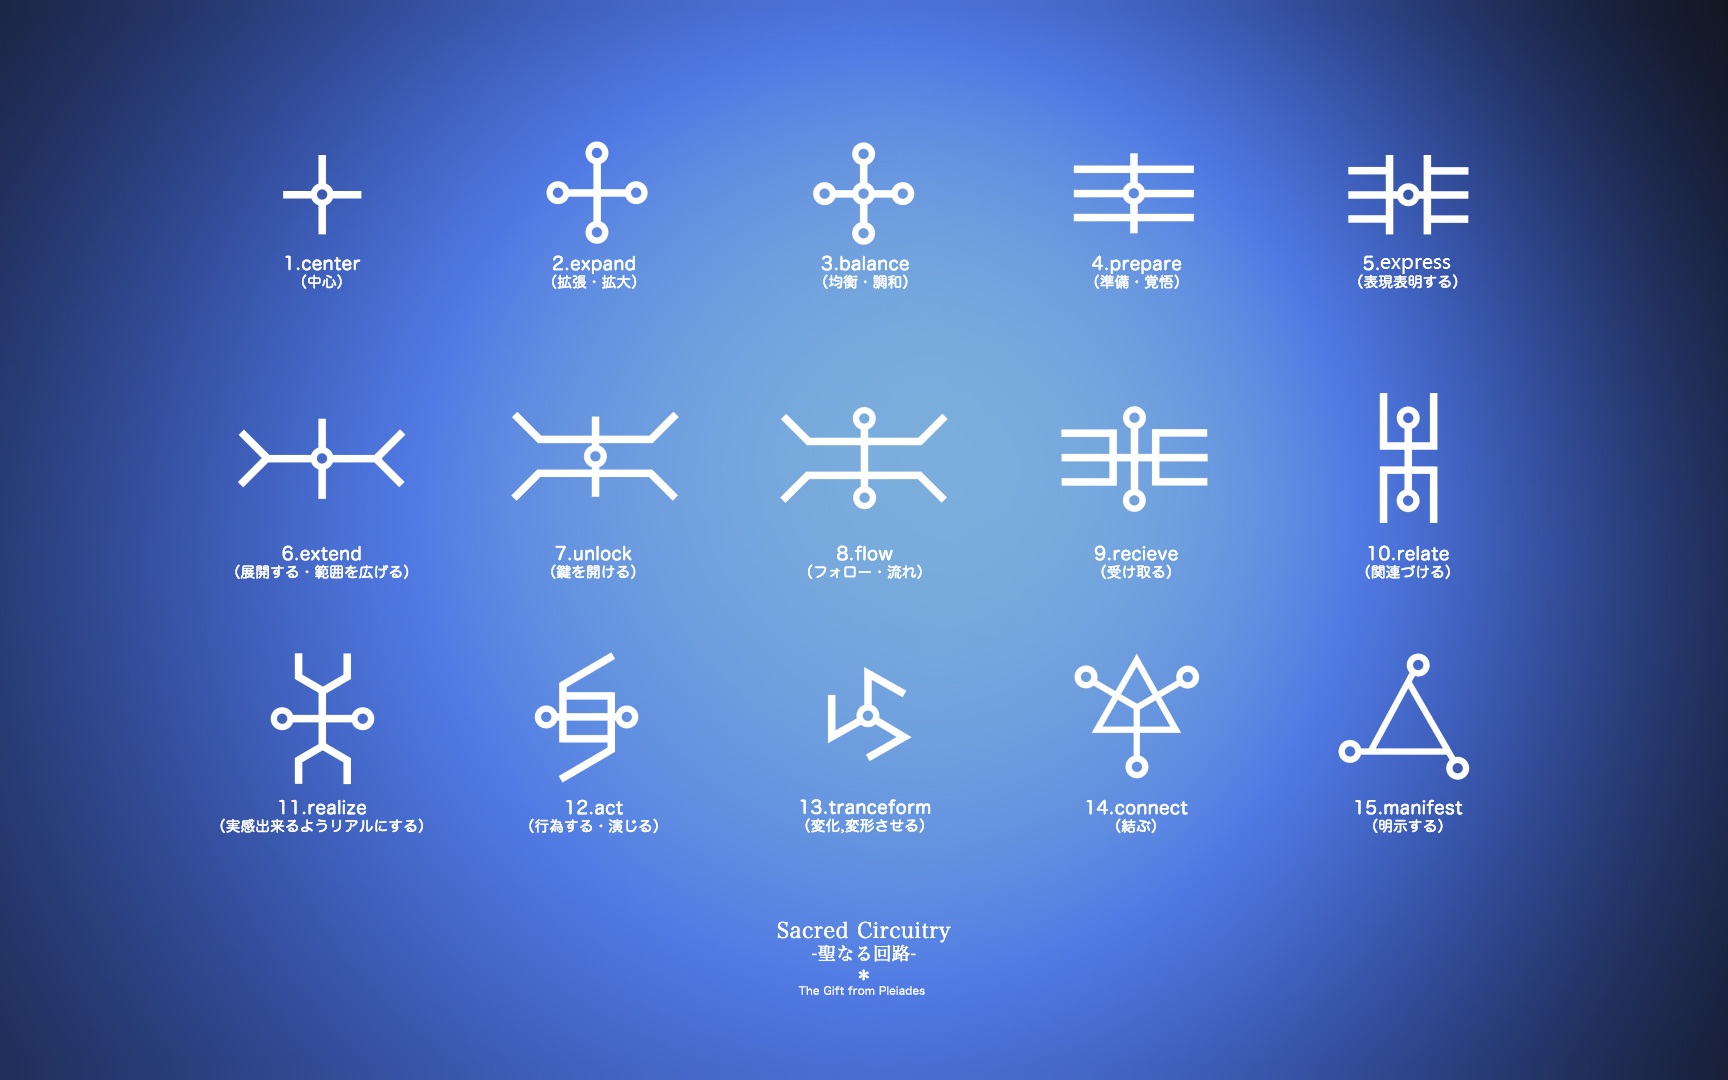 1.center
(中心)
2.expand
(拡張・拡大)
3.balance
(均衡・調和)
4.prepare
(準備・覚悟)
5.express
(表現表明する)
6.extend
(展開する・範囲を広げる)
7.unlock
(鍵を開ける)
8.flow
(フォロー・流れ)
9.recieve
(受け取る)
10.relate
(関連づける)
11.realize
(実感出来るようリアルにする)
12.act
(行為する・演じる)
13.tranceform
(変化,変形させる)
14.connect
(結ぶ)
15.manifest
(明示する)
Sacred Circuitry
-聖なる回路-
*
The Gift from Pleiades